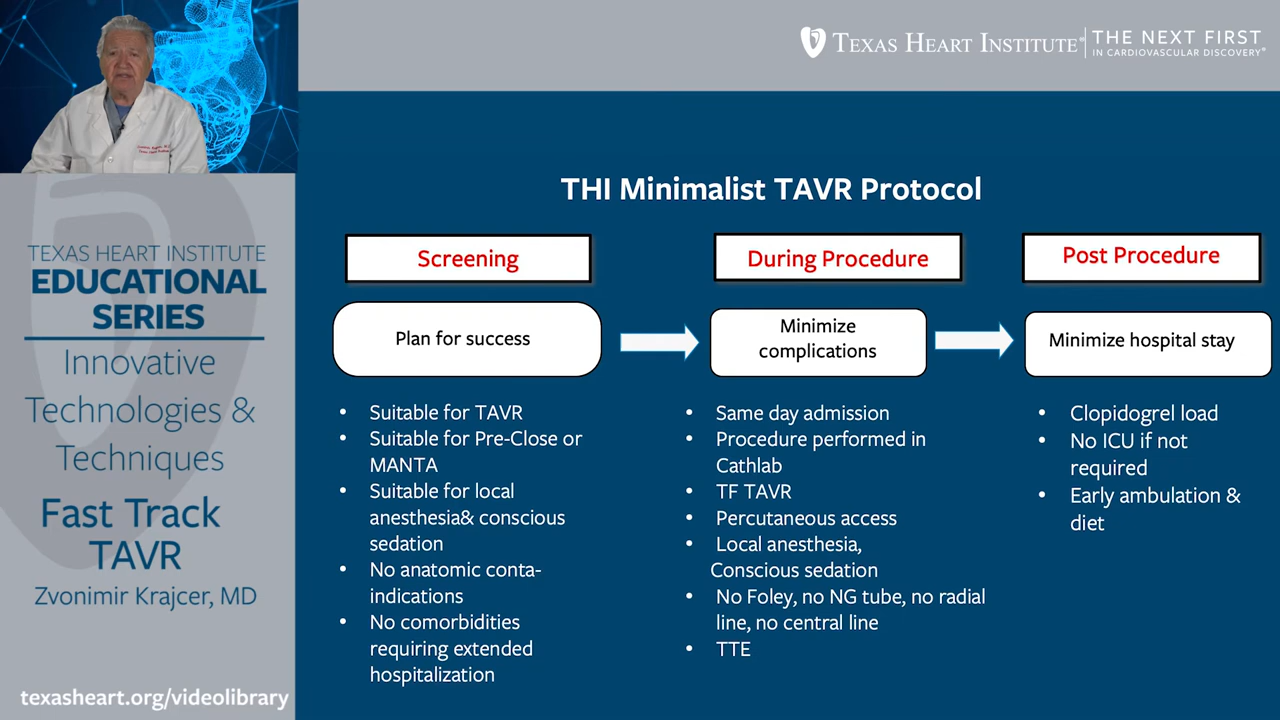 TEXAS HEART INSTITUTE®
THE NEXT FIRST
IN CARDIOVASCULAR DISCOVERY®
TEXAS HEART INSTITUTE
EDUCATIONAL
SERIES
Innovative
Technologies &
Techniques
Fast Track
TAVR
Zvonimir Krajcer, MD
texasheart.org/videolibrary
THI Minimalist TAVR Protocol
Screening
Plan for success
• Suitable for TAVR
• Suitable for Pre-Close or
MANTA
• Suitable for local
anesthesia& conscious
sedation
• No anatomic conta-
indications
• No comorbidities
requiring extended
hospitalization
During Procedure
Minimize
complications
• Same day admission
• Procedure performed in
Cathlab
• TF TAVR
• Percutaneous access
• Local anesthesia,
Conscious sedation
• No Foley, no NG tube, no radial
line, no central line
• TTE
Post Procedure
Minimize hospital stay
• Clopidogrel load
• No ICU if not
required
• Early ambulation &
diet